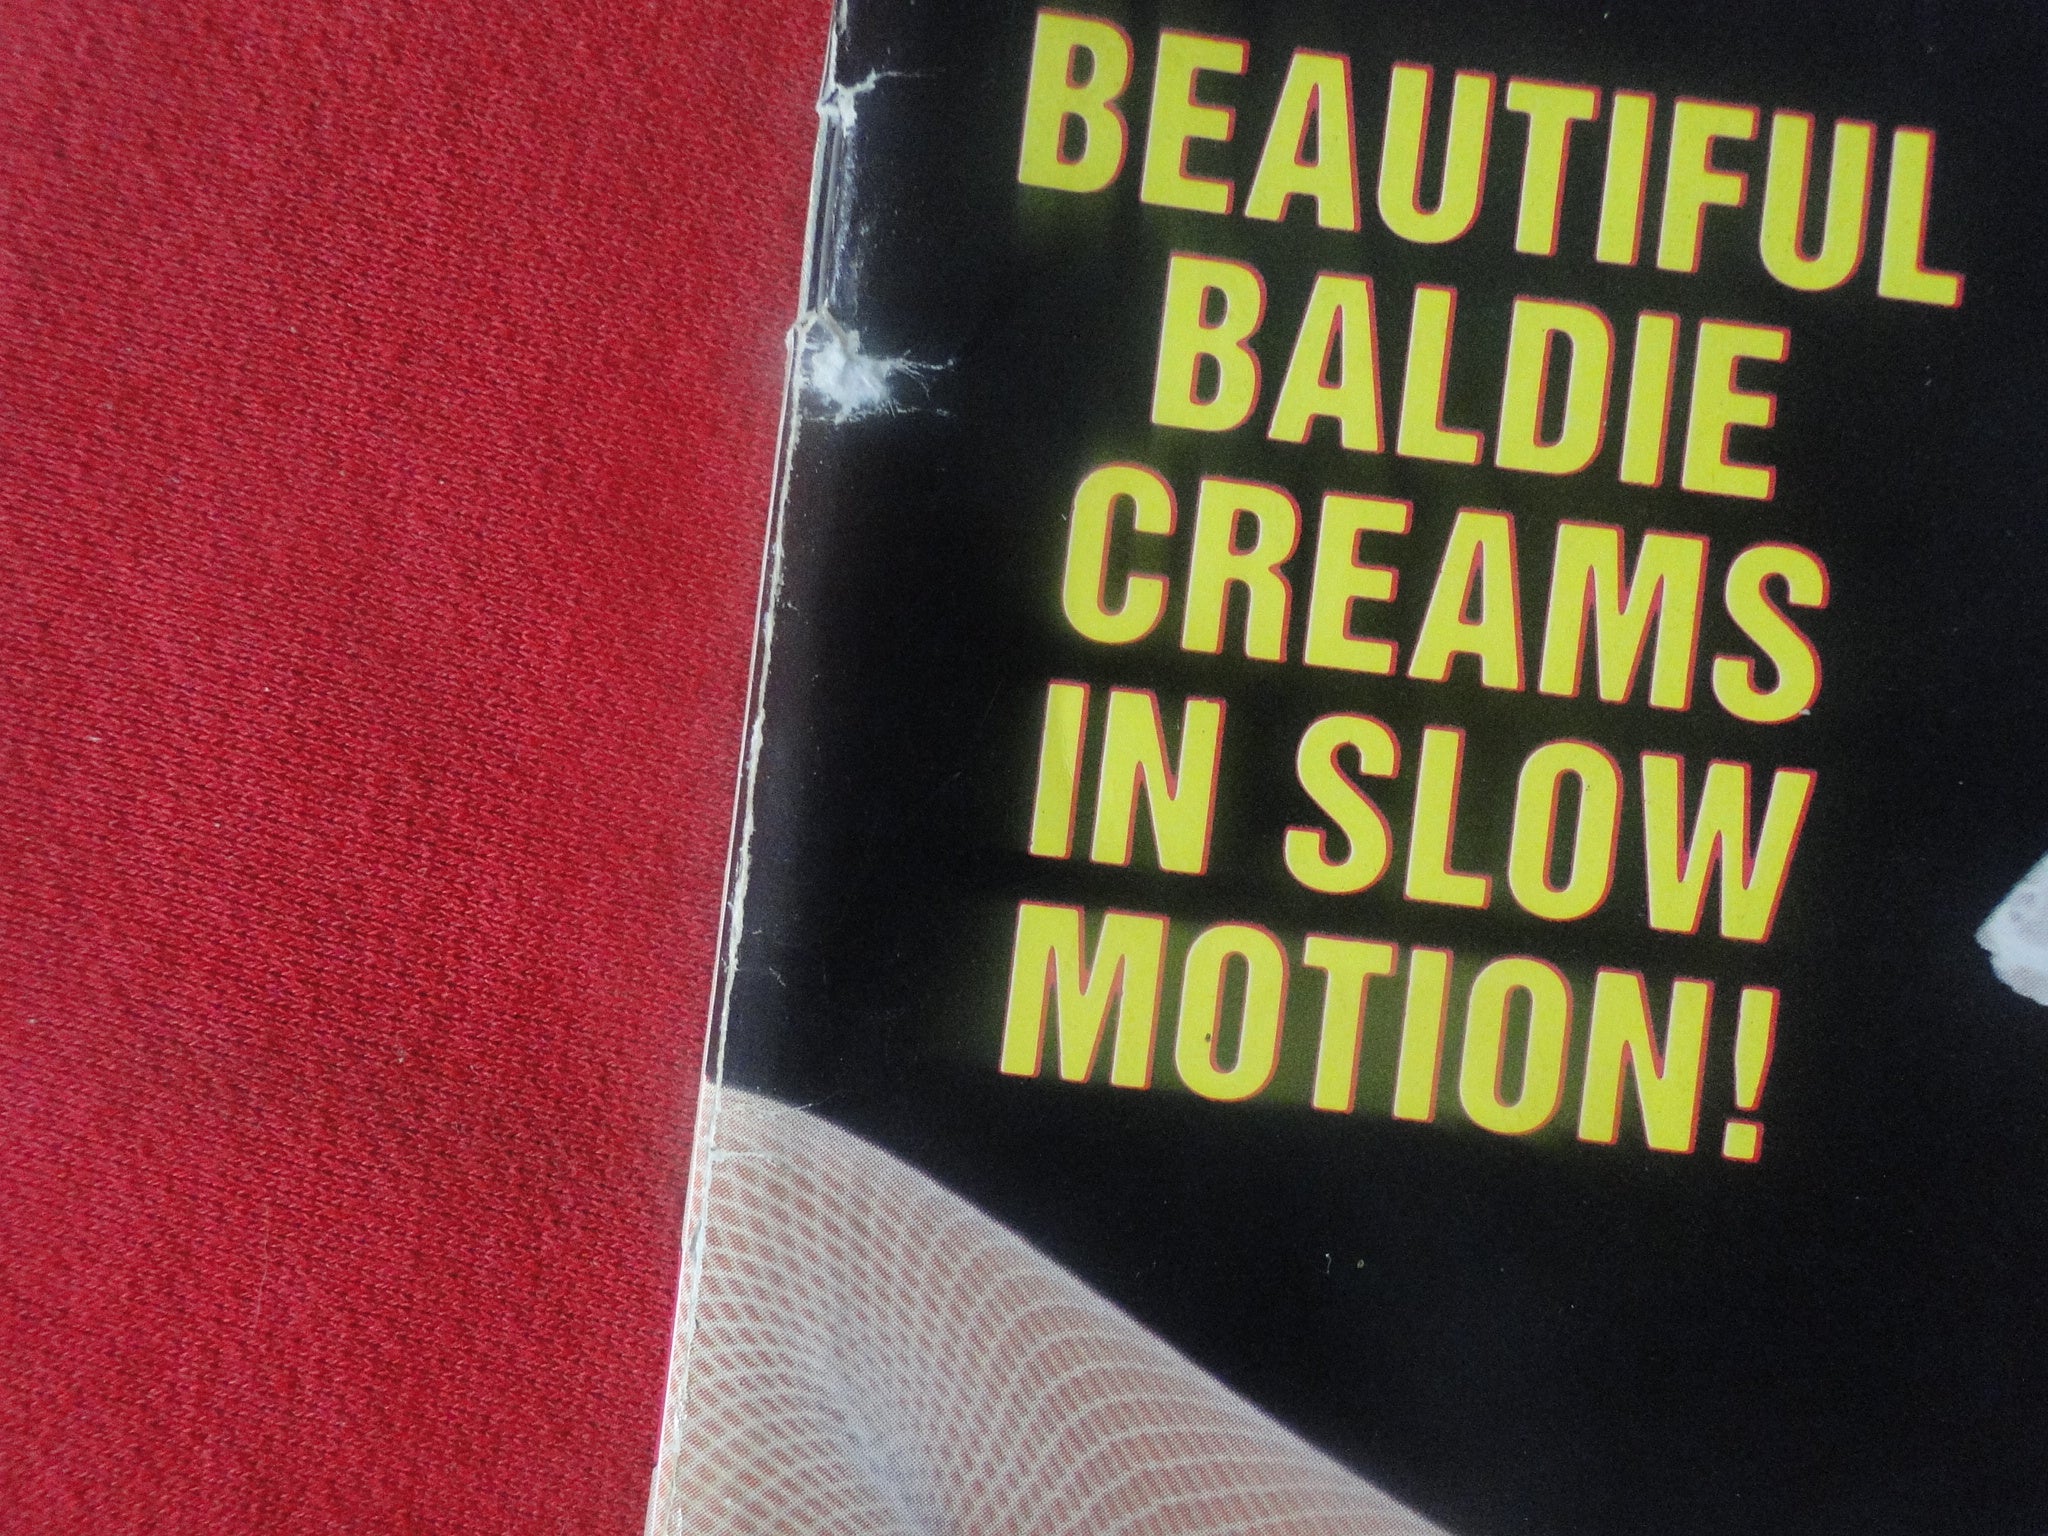 BEAUTIFUL
BALDIE
CREAMS
IN SLOW
MOTION!